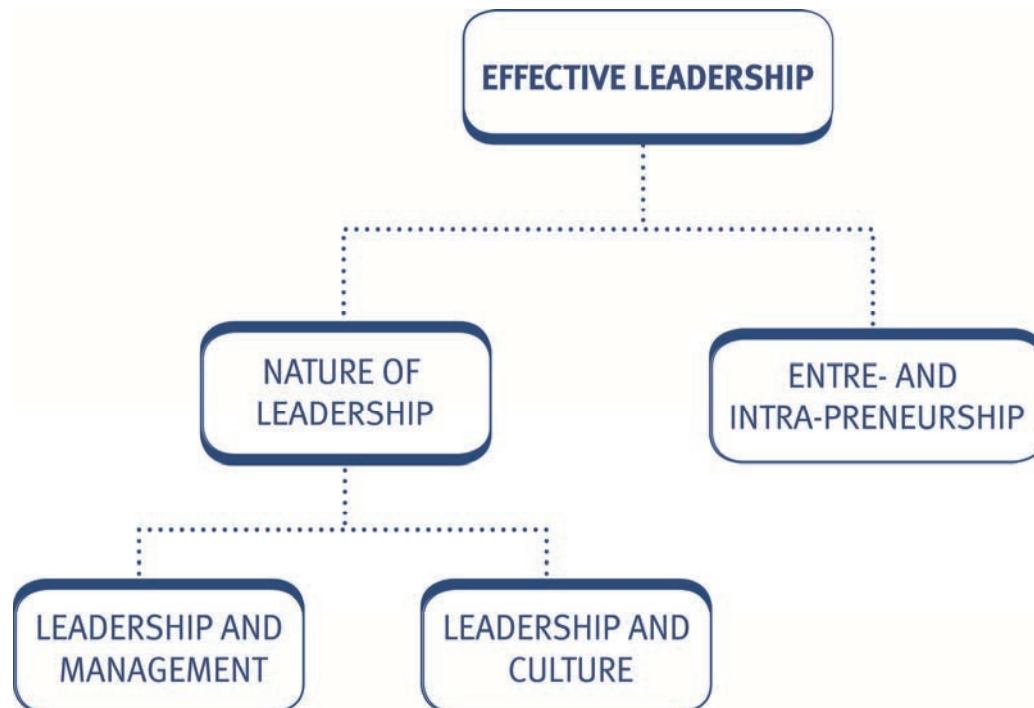 EFFECTIVE LEADERSHIP
NATURE OF
LEADERSHIP
ENTRE- AND
INTRA-PRENEURSHIP
LEADERSHIP AND
MANAGEMENT
LEADERSHIP AND
CULTURE